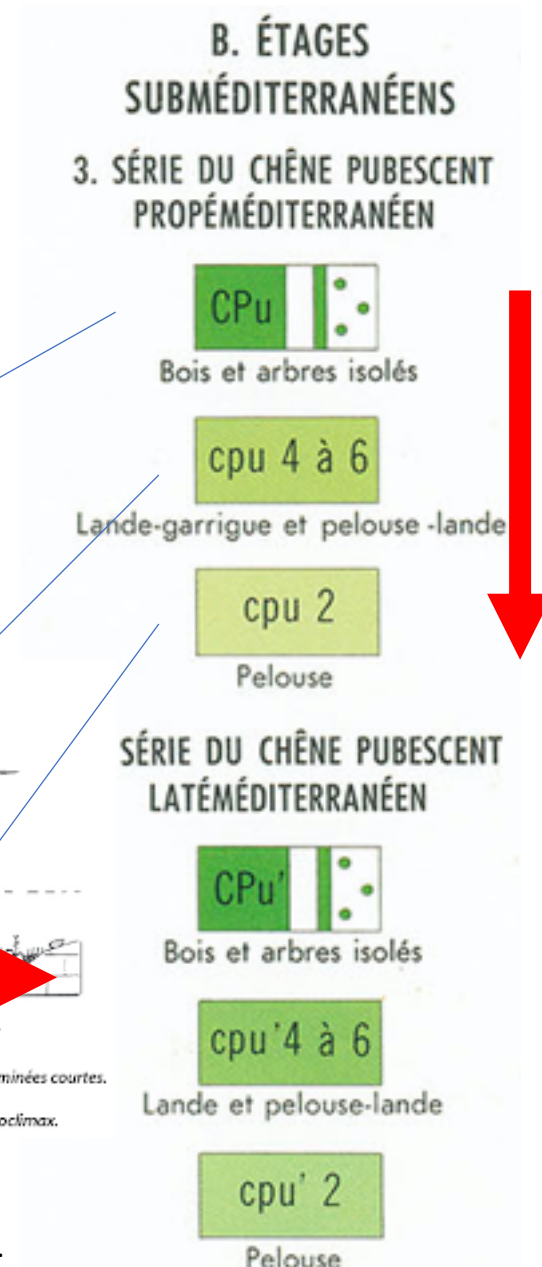 B. ÉTAGES
SUBMÉDITERRANÉENS
3. SÉRIE DU CHÊNE PUBESCENT
PROPÉMÉDITERRANÉEN
CPu
Bois et arbres isolés
cpu 4 à 6
Lande-garrigue et pelouse -lande
cpu 2
Pelouse
SÉRIE DU CHÊNE PUBESCENT
LATÉMÉDITERRANÉEN
CPu'
Bois et arbres isolés
cpu'4 à 6
Lande et pelouse-lande
cpu' 2
Pelouse
courtes.